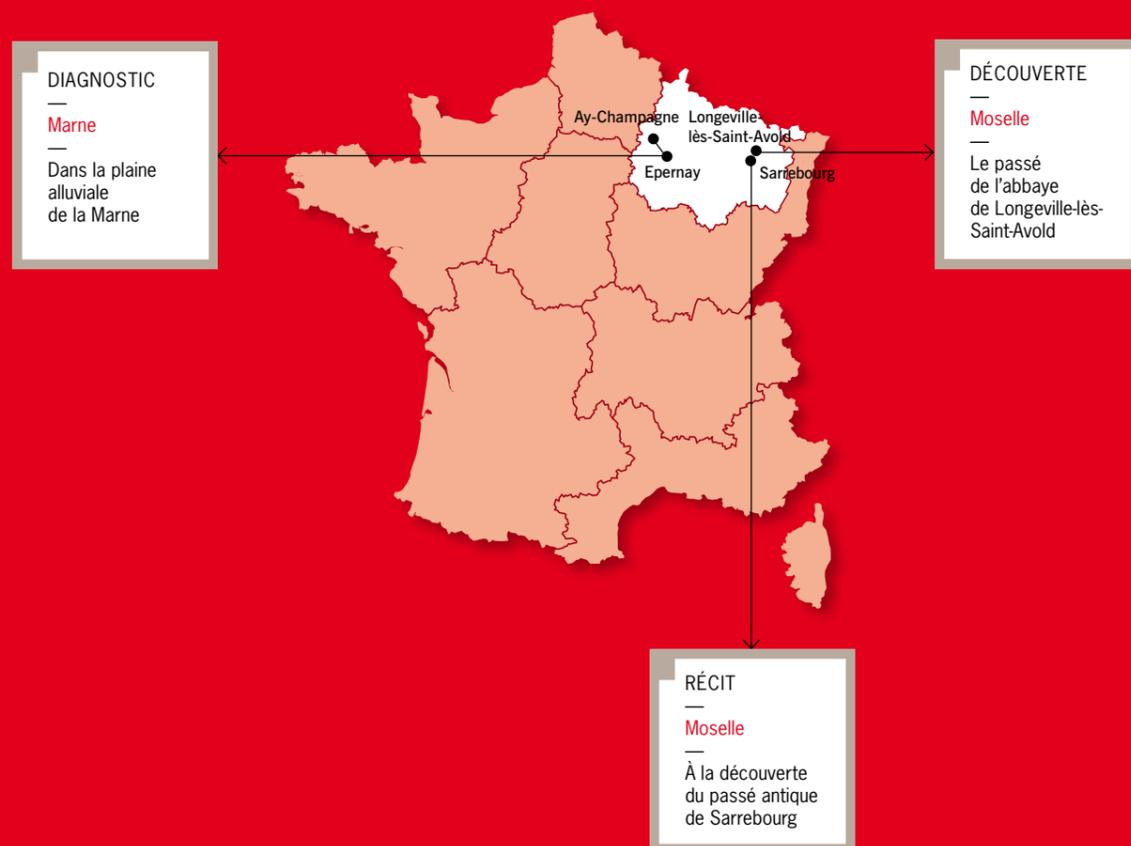 DIAGNOSTIC
—
Marne
—
Dans la plaine
alluviale
de la Marne
Ay-Champagne
Epernay
Longeville-
lès-Saint-Avold
Sarrebourg
DÉCOUVERTE
—
Moselle
—
Le passé
de l'abbaye
de Longeville-lès-
Saint-Avold
RÉCIT
—
Moselle
—
À la découverte
du passé antique
de Sarrebourg